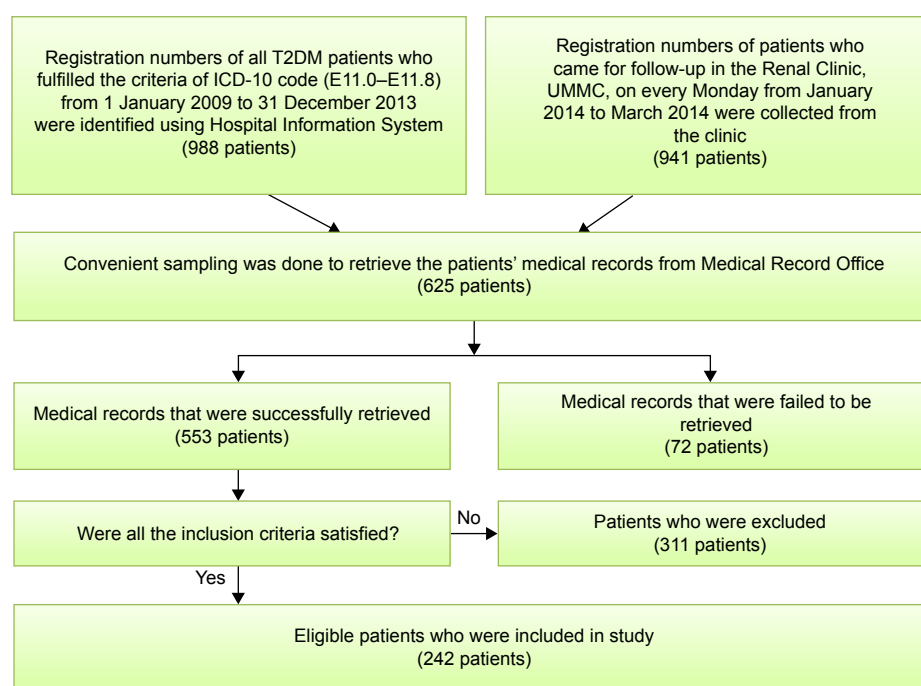 Registration numbers of all T2DM patients who
fulfilled the criteria of ICD-10 code (E11.0–E11.8)
from 1 January 2009 to 31 December 2013
were identified using Hospital Information System
(988 patients)
Registration numbers of patients who
came for follow-up in the Renal Clinic,
UMMC, on every Monday from January
2014 to March 2014 were collected from
the clinic
(941 patients)
Convenient sampling was done to retrieve the patients’ medical records from Medical Record Office
(625 patients)
Medical records that were successfully retrieved
(553 patients)
Medical records that were failed to be
retrieved
(72 patients)
Were all the inclusion criteria satisfied?
No
Patients who were excluded
(311 patients)
Yes
Eligible patients who were included in study
(242 patients)